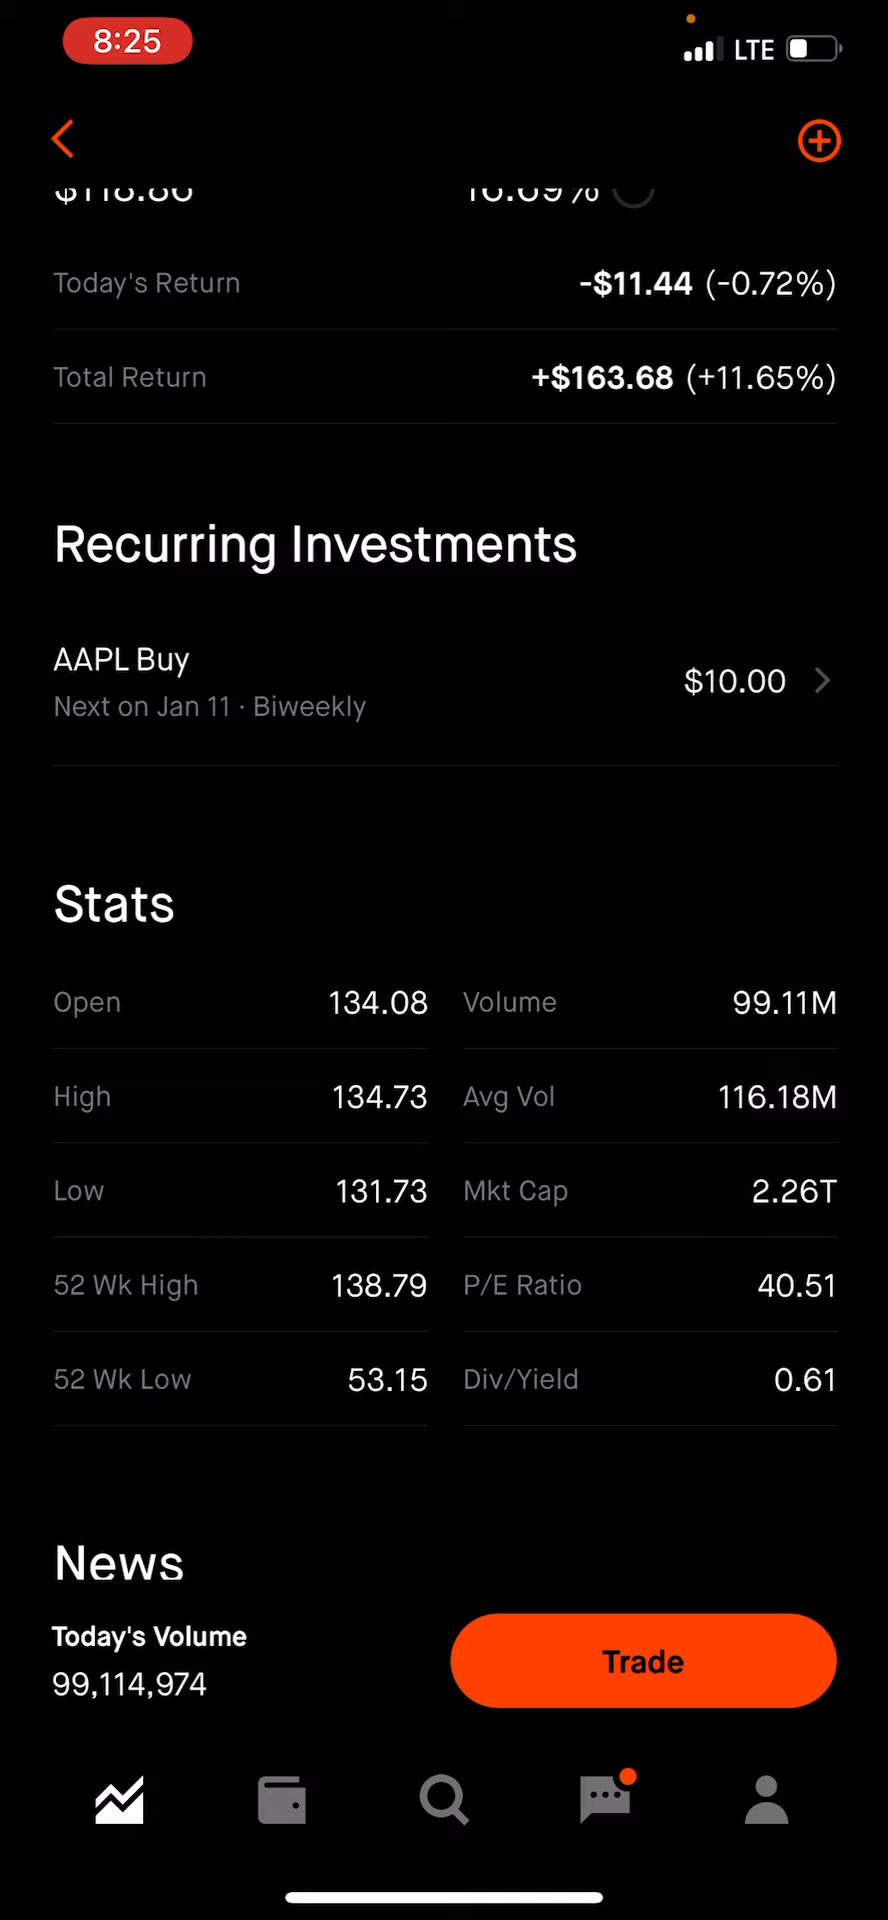 8:25
LTE
Today's Return -$11.44 (-0.72%)
Total Return +$163.68 (+11.65%)
Recurring Investments
AAPL Buy
$10.00
Next on Jan 11 · Biweekly
Stats
Open 134.08 Volume 99.11M
High 134.73 Avg Vol 116.18M
Low 131.73 Mkt Cap 2.26T
52 Wk High 138.79 P/E Ratio 40.51
52 Wk Low 53.15 Div/Yield 0.61
News
Today's Volume
99,114,974
Trade